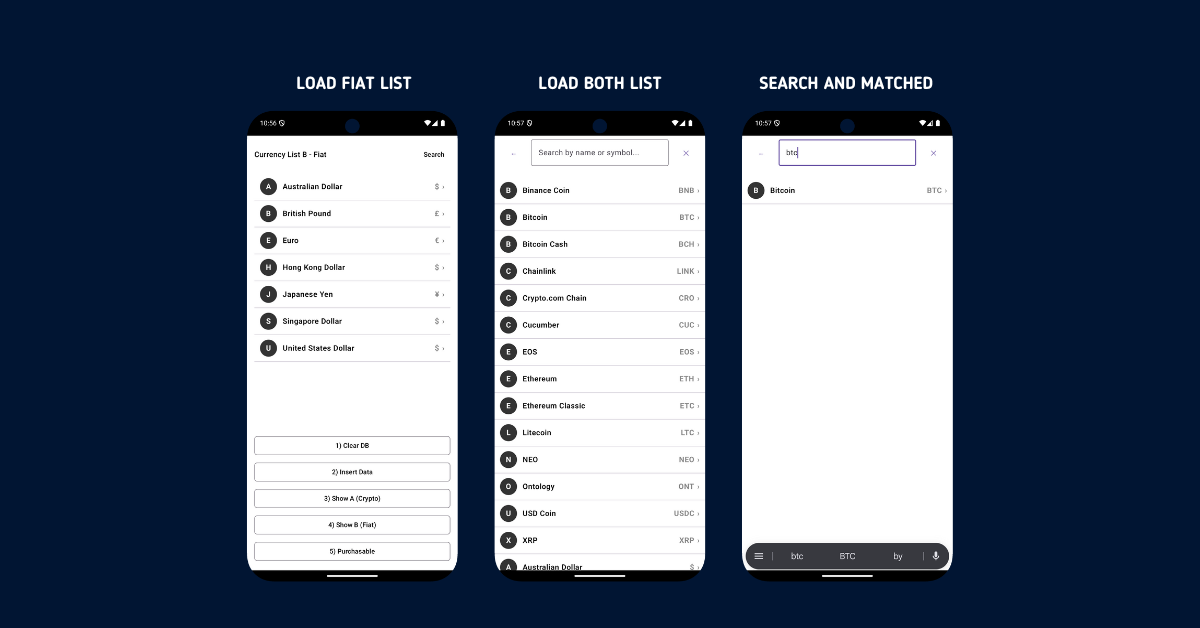 LOAD FIAT LIST
LOAD BOTH LIST
SEARCH AND MATCHED
10:56
Currency List B - Fiat Search
A Australian Dollar $ ›
B British Pound £ ›
E Euro € ›
H Hong Kong Dollar $ ›
J Japanese Yen ¥ ›
S Singapore Dollar $ ›
U United States Dollar $ ›
1) Clear DB
2) Insert Data
3) Show A (Crypto)
4) Show B (Fiat)
5) Purchasable
10:57
← Search by name or symbol... ✕
B Binance Coin BNB ›
B Bitcoin BTC ›
B Bitcoin Cash BCH ›
C Chainlink LINK ›
C Crypto.com Chain CRO ›
C Cucumber CUC ›
E EOS EOS ›
E Ethereum ETH ›
E Ethereum Classic ETC ›
L Litecoin LTC ›
N NEO NEO ›
O Ontology ONT ›
U USD Coin USDC ›
X XRP XRP ›
A Australian Dollar $ ›
10:57
← btc ✕
B Bitcoin BTC ›
btc BTC by